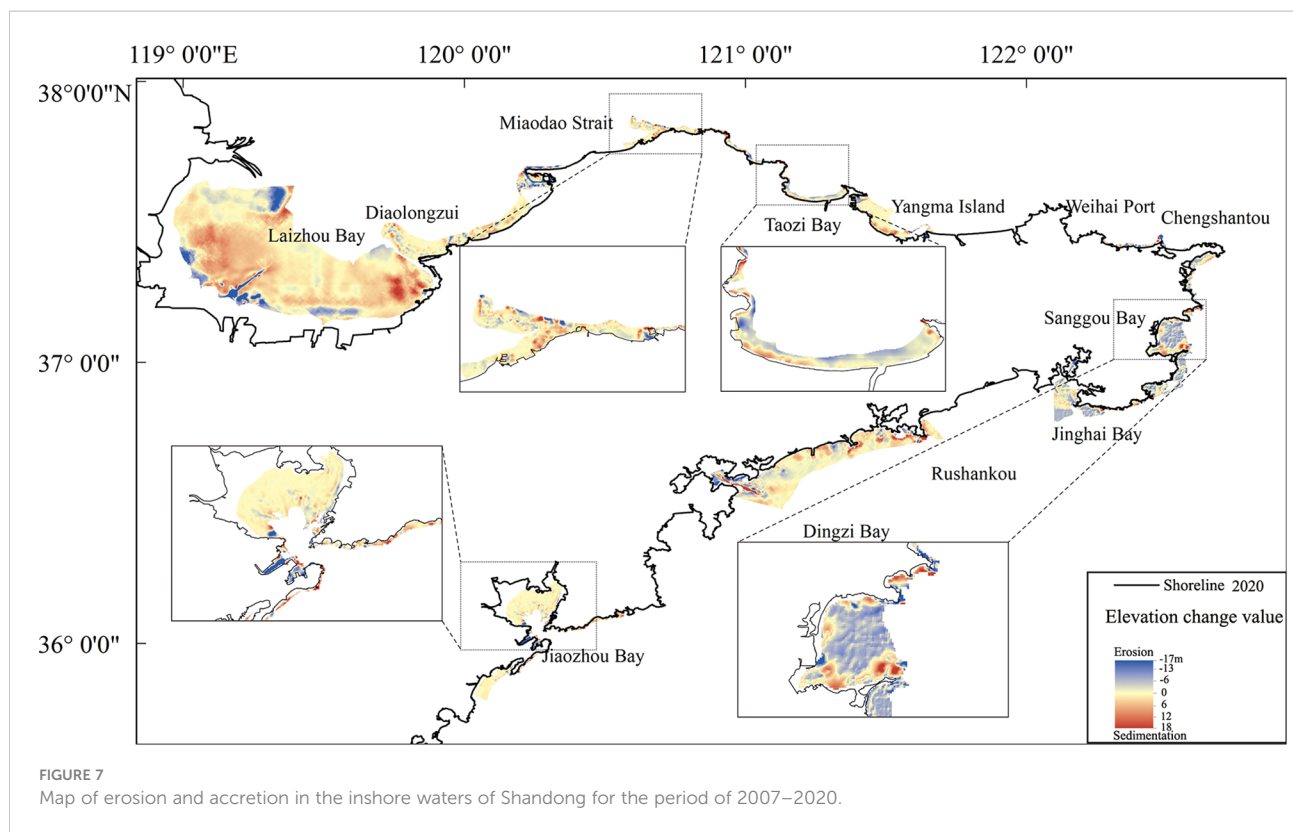 119° 0'0"E
120° 0'0"
121° 0'0"
122° 0'0"
38°0'0"N
Miaodao Strait
Diaolongzui
Laizhou Bay
Taozi Bay
Yangma Island
Weihai Port
Chengshantou
Sanggou Bay
37° 0'0"
Jinghai Bay
Rushankou
Dingzi Bay
36° 0'0"
Jiaozhou Bay
Shoreline 2020
Elevation change value
Erosion
-17m
-13
-6
0
6
12
18
Sedimentation
FIGURE 7
Map of erosion and accretion in the inshore waters of Shandong for the period of 2007–2020.